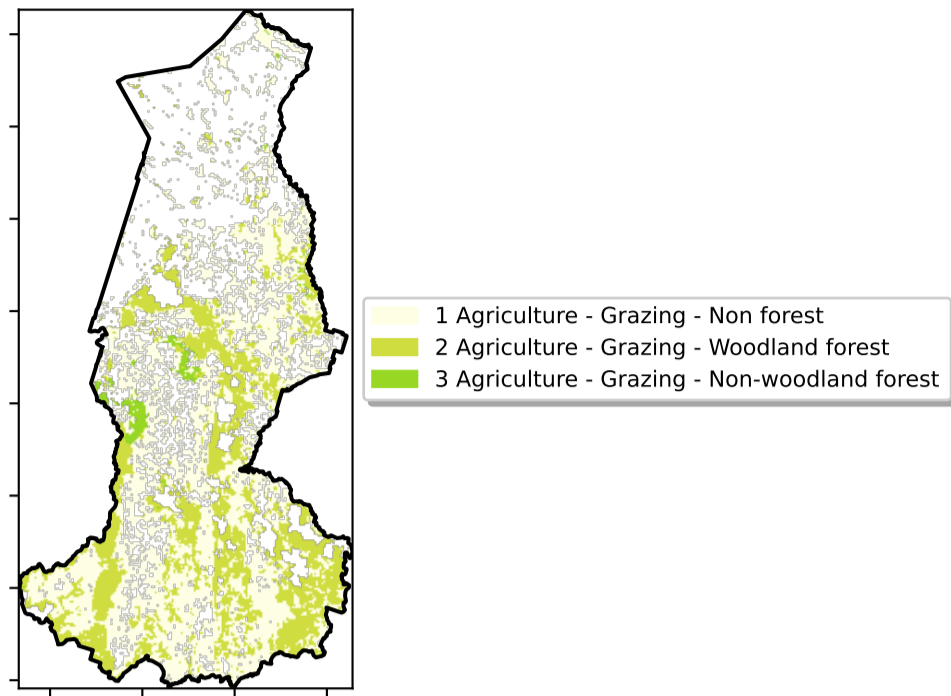 1 Agriculture - Grazing - Non forest
2 Agriculture - Grazing - Woodland forest
3 Agriculture - Grazing - Non-woodland forest